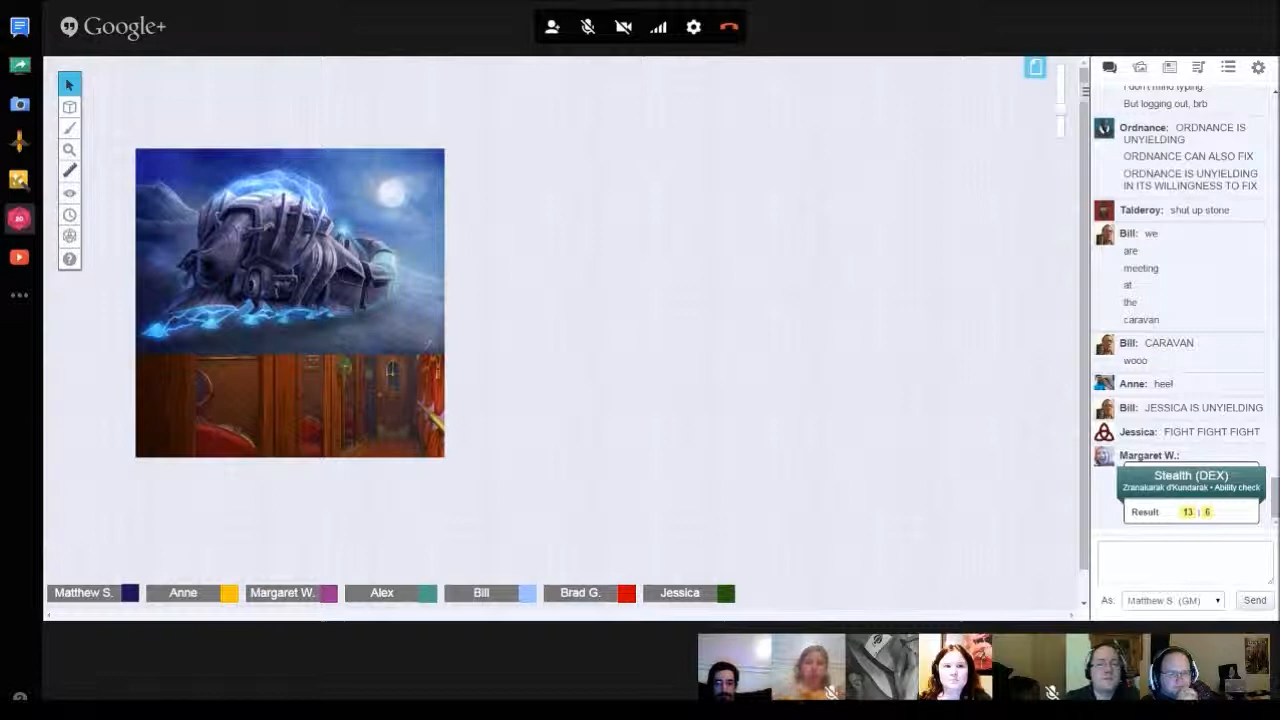 Google+
I don't mind typing.
But logging out, brb
Ordnance: ORDNANCE IS
UNYIELDING
ORDNANCE CAN ALSO FIX
ORDNANCE IS UNYIELDING
IN ITS WILLINGNESS TO FIX
Talderoy: shut up stone
Bill: we
are
meeting
at
the
caravan
Bill: CARAVAN
wooo
Anne: hee!
Bill: JESSICA IS UNYIELDING
Jessica: FIGHT FIGHT FIGHT
Margaret W.:
Stealth (DEX)
Zranakarak d'Kundarak • Ability check
Result 13 | 6
As: Matthew S. (GM)
Send
20
Matthew S.
Anne
Margaret W.
Alex
Bill
Brad G.
Jessica